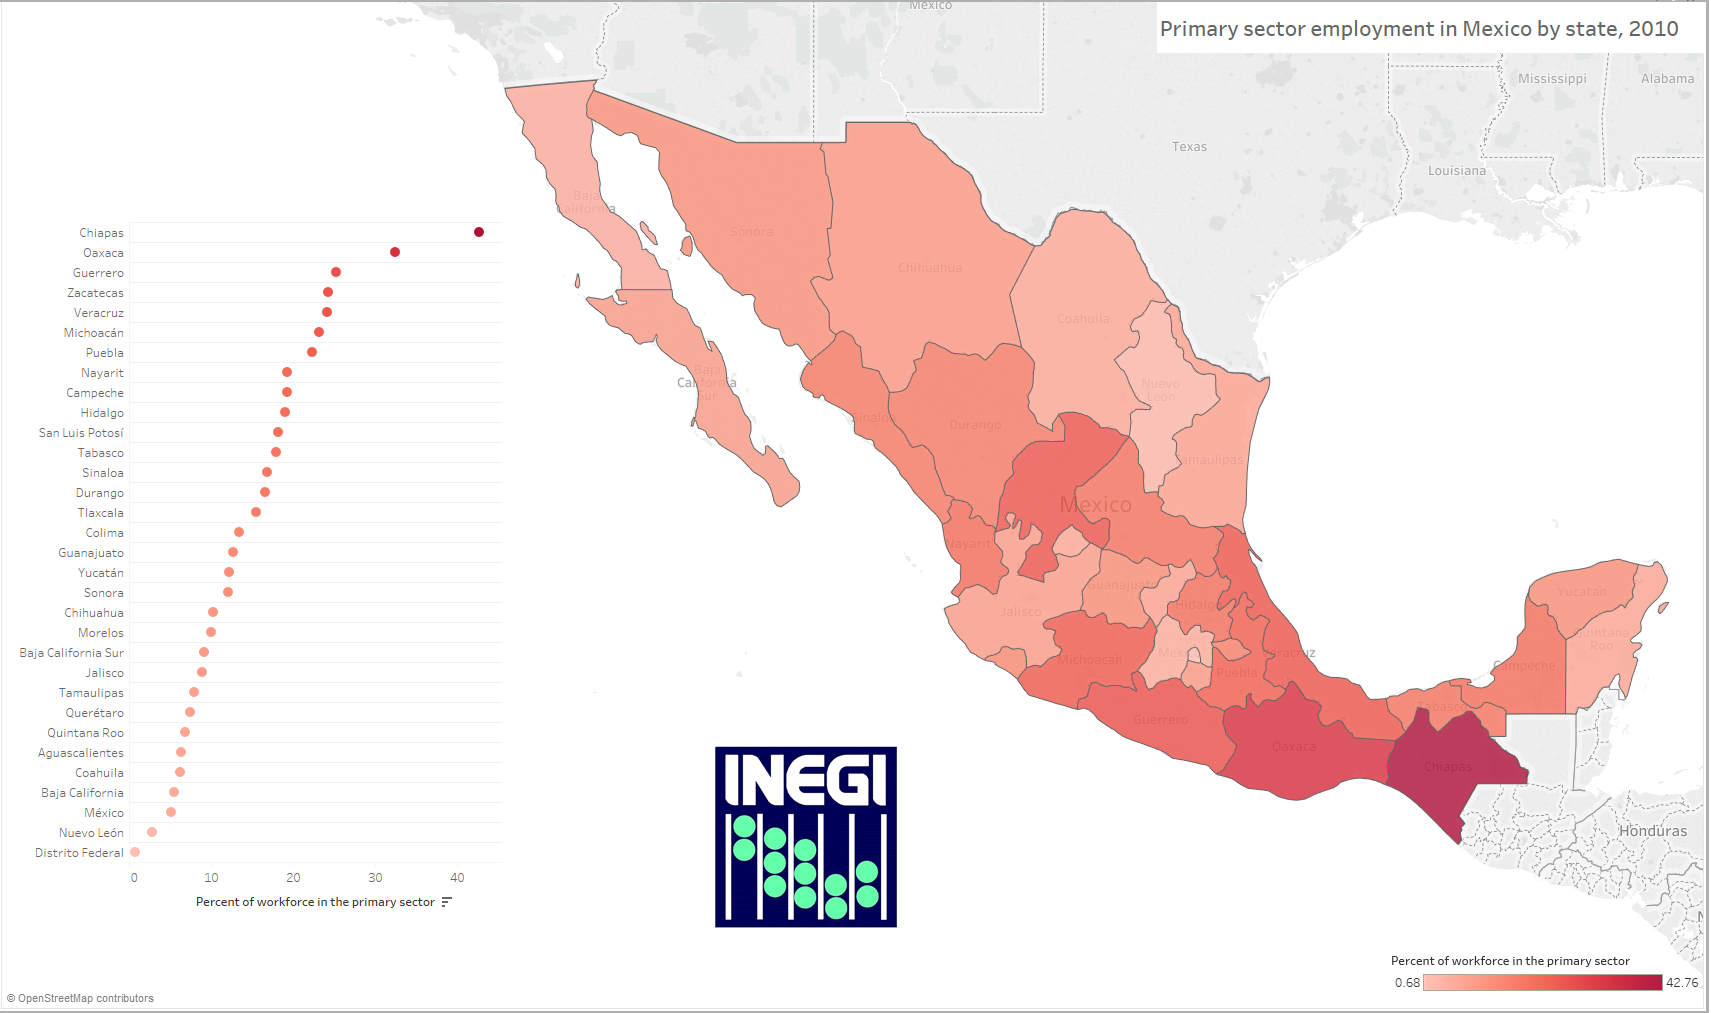 Mexico
Primary sector employment in Mexico by state, 2010
Mississippi
Alabama
Texas
Louisiana
Baja
California
Sonora
Chihuahua
Coahuila
Baja
California
Sur
Nuevo
León
Sinaloa
Durango
Tamaulipas
Mexico
Nayarit
Guanajuato
Jalisco
Hidalgo
Yucatán
Quintana
Roo
Michoacán
Mexico
Veracruz
Puebla
Campeche
Guerrero
Tabasco
Oaxaca
Chiapas
Honduras
N
Chiapas
Oaxaca
Guerrero
Zacatecas
Veracruz
Michoacán
Puebla
Nayarit
Campeche
Hidalgo
San Luis Potosí
Tabasco
Sinaloa
Durango
Tlaxcala
Colima
Guanajuato
Yucatán
Sonora
Chihuahua
Morelos
Baja California Sur
Jalisco
Tamaulipas
Querétaro
Quintana Roo
Aguascalientes
Coahuila
Baja California
México
Nuevo León
Distrito Federal
0 10 20 30 40
Percent of workforce in the primary sector
INEGI
Percent of workforce in the primary sector
0.68 42.76
© OpenStreetMap contributors